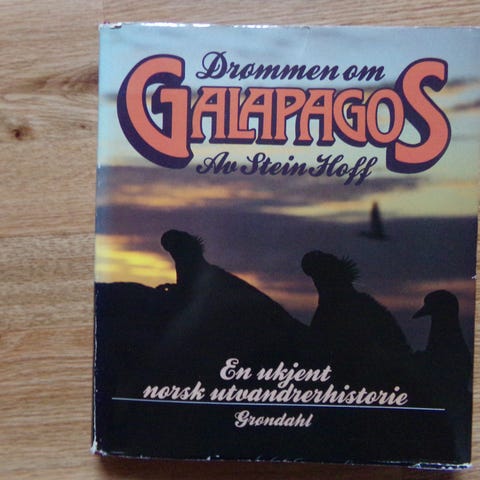 Drømmen om
GALAPAGOS
Av Stein Hoff
En ukjent
norsk utvandrerhistorie
Grøndahl